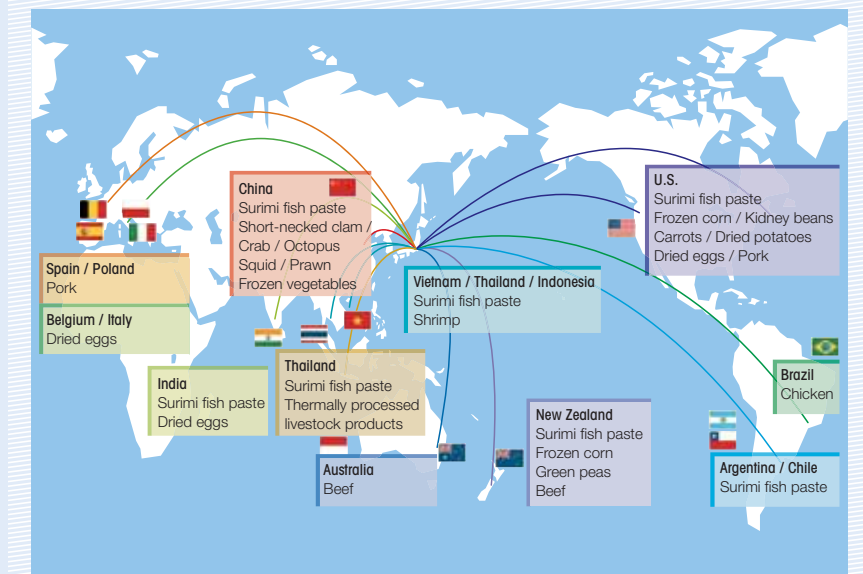 Spain / Poland
Pork
Belgium / Italy
Dried eggs
India
Surimi fish paste
Dried eggs
China
Surimi fish paste
Short-necked clam /
Crab / Octopus
Squid / Prawn
Frozen vegetables
Thailand
Surimi fish paste
Thermally processed
livestock products
Vietnam / Thailand / Indonesia
Surimi fish paste
Shrimp
Australia
Beef
New Zealand
Surimi fish paste
Frozen corn
Green peas
Beef
U.S.
Surimi fish paste
Frozen corn / Kidney beans
Carrots / Dried potatoes
Dried eggs / Pork
Brazil
Chicken
Argentina / Chile
Surimi fish paste